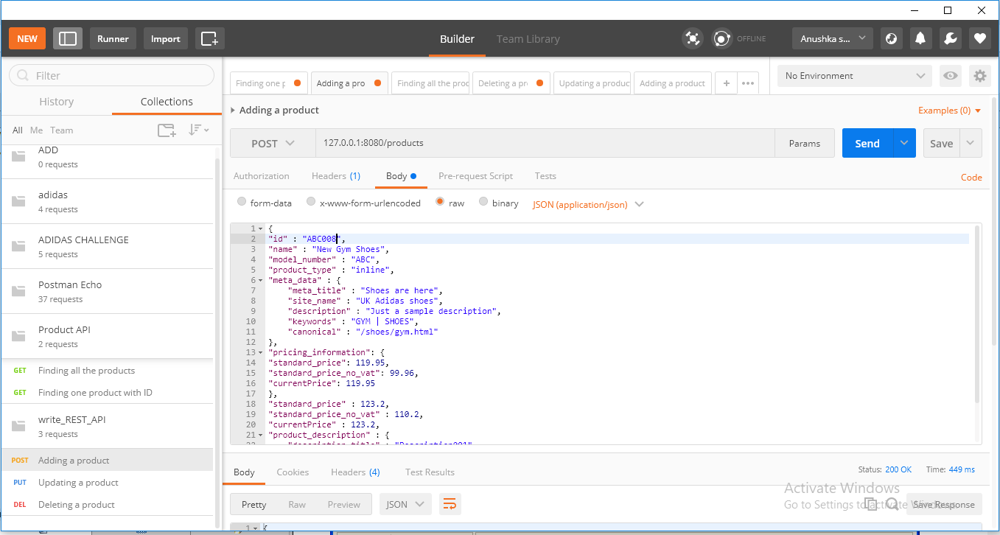 NEW Runner Import Builder Team Library OFFLINE Anushka s...
Filter
History Collections
All Me Team
ADD
0 requests
adidas
4 requests
ADIDAS CHALLENGE
5 requests
Postman Echo
37 requests
Product API
2 requests
GET Finding all the products
GET Finding one product with ID
write_REST_API
3 requests
POST Adding a product
PUT Updating a product
DEL Deleting a product
Finding one p Adding a pro Finding all the proc Deleting a pr Updating a produc Adding a product + ••• No Environment
Adding a product Examples (0)
POST 127.0.0.1:8080/products Params Send Save
Authorization Headers (1) Body Pre-request Script Tests Code
form-data x-www-form-urlencoded raw binary JSON (application/json)
1 {
2 "id" : "ABC008",
3 "name" : "New Gym Shoes",
4 "model_number" : "ABC",
5 "product_type" : "inline",
6 "meta_data" : {
7 "meta_title" : "Shoes are here",
8 "site_name" : "UK Adidas shoes",
9 "description" : "Just a sample description",
10 "keywords" : "GYM | SHOES",
11 "canonical" : "/shoes/gym.html"
12 },
13 "pricing_information": {
14 "standard_price": 119.95,
15 "standard_price_no_vat": 99.96,
16 "currentPrice": 119.95
17 },
18 "standard_price" : 123.2,
19 "standard_price_no_vat" : 110.2,
20 "currentPrice" : 123.2,
21 "product_description" : {
22 "description_title" : "Description001",
Body Cookies Headers (4) Test Results Status: 200 OK Time: 449 ms
Activate Windows
Go to Settings to activate Windows.
Pretty Raw Preview JSON Save Response
1 {